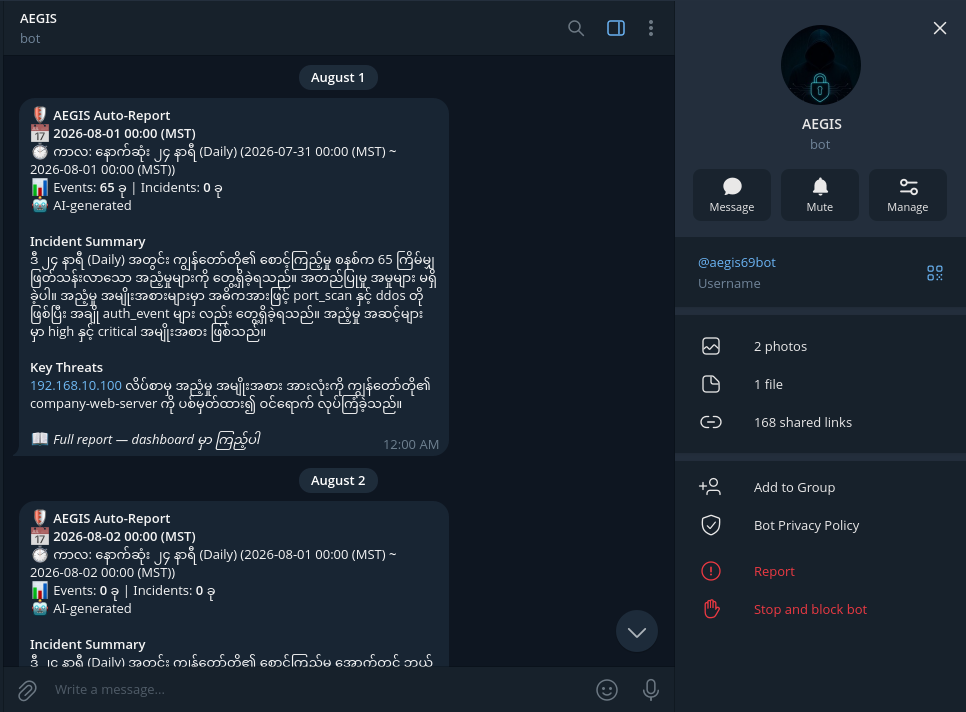 AEGIS
bot
August 1
AEGIS Auto-Report
17 2026-08-01 00:00 (MST)
ကာလ: နောက်ဆုံး ၂၄ နာရီ (Daily) (2026-07-31 00:00 (MST) ~
2026-08-01 00:00 (MST))
Events: 65 ခု | Incidents: 0 ခု
AI-generated
Incident Summary
ဒီ ၂၄ နာရီ (Daily) အတွင်း ကျွန်တော်တို့၏ စောင့်ကြည့်မှု စနစ်က 65 ကြိမ်မျှ
ဖြတ်သန်းလာသော အညံ့မှုများကို တွေ့ရှိခဲ့ရသည်။ အတည်ပြုမှု အမှုများ မရှိ
ခဲ့ပါ။ အညံ့မှု အမျိုးအစားများမှာ အဓိကအားဖြင့် port_scan နှင့် ddos တို့
ဖြစ်ပြီး အချို့ auth_event များ လည်း တွေ့ရှိခဲ့ရသည်။ အညံ့မှု အဆင့်များ
မှာ high နှင့် critical အမျိုးအစား ဖြစ်သည်။
Key Threats
192.168.10.100 လိပ်စာမှ အညံ့မှု အမျိုးအစား အားလုံးကို ကျွန်တော်တို့၏
company-web-server ကို ပစ်မှတ်ထား၍ ဝင်ရောက် လုပ်ကြံခဲ့သည်။
Full report — dashboard မှာ ကြည့်ပါ
12:00 AM
August 2
AEGIS Auto-Report
17 2026-08-02 00:00 (MST)
ကာလ: နောက်ဆုံး ၂၄ နာရီ (Daily) (2026-08-01 00:00 (MST) ~
2026-08-02 00:00 (MST))
Events: 0 ခု | Incidents: 0 ခု
AI-generated
Incident Summary
ဒီ ၂၄ နာရီ (Daily) အတွင်း ကျွန်တော်တို့၏ စောင့်ကြည့်မှု
Write a message...
AEGIS
bot
Message
Mute
Manage
@aegis69bot
Username
2 photos
1 file
168 shared links
Add to Group
Bot Privacy Policy
Report
Stop and block bot